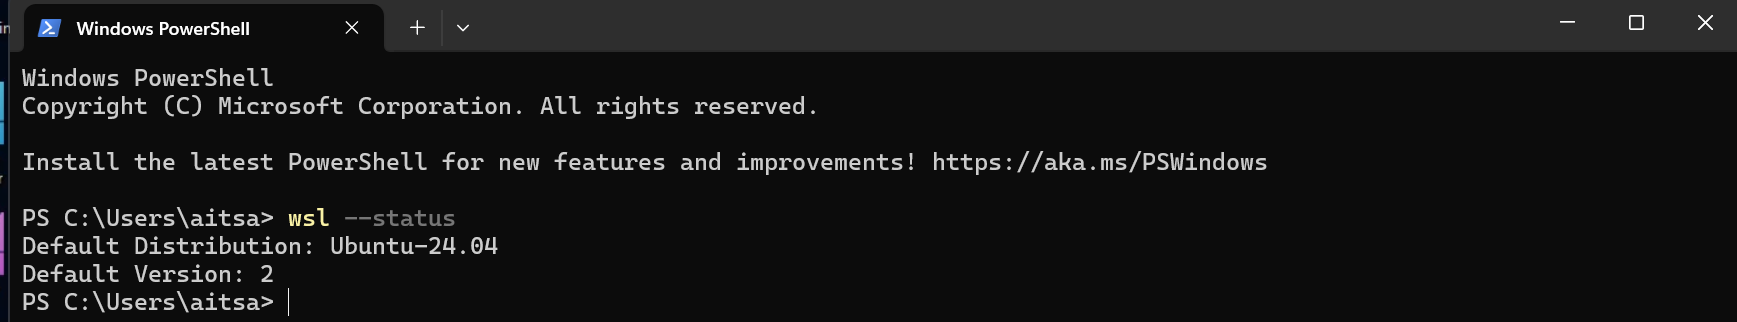 Windows PowerShell
Windows PowerShell
Copyright (C) Microsoft Corporation. All rights reserved.
Install the latest PowerShell for new features and improvements! https://aka.ms/PSWindows
PS C:\Users\aitsa> wsl --status
Default Distribution: Ubuntu-24.04
Default Version: 2
PS C:\Users\aitsa>